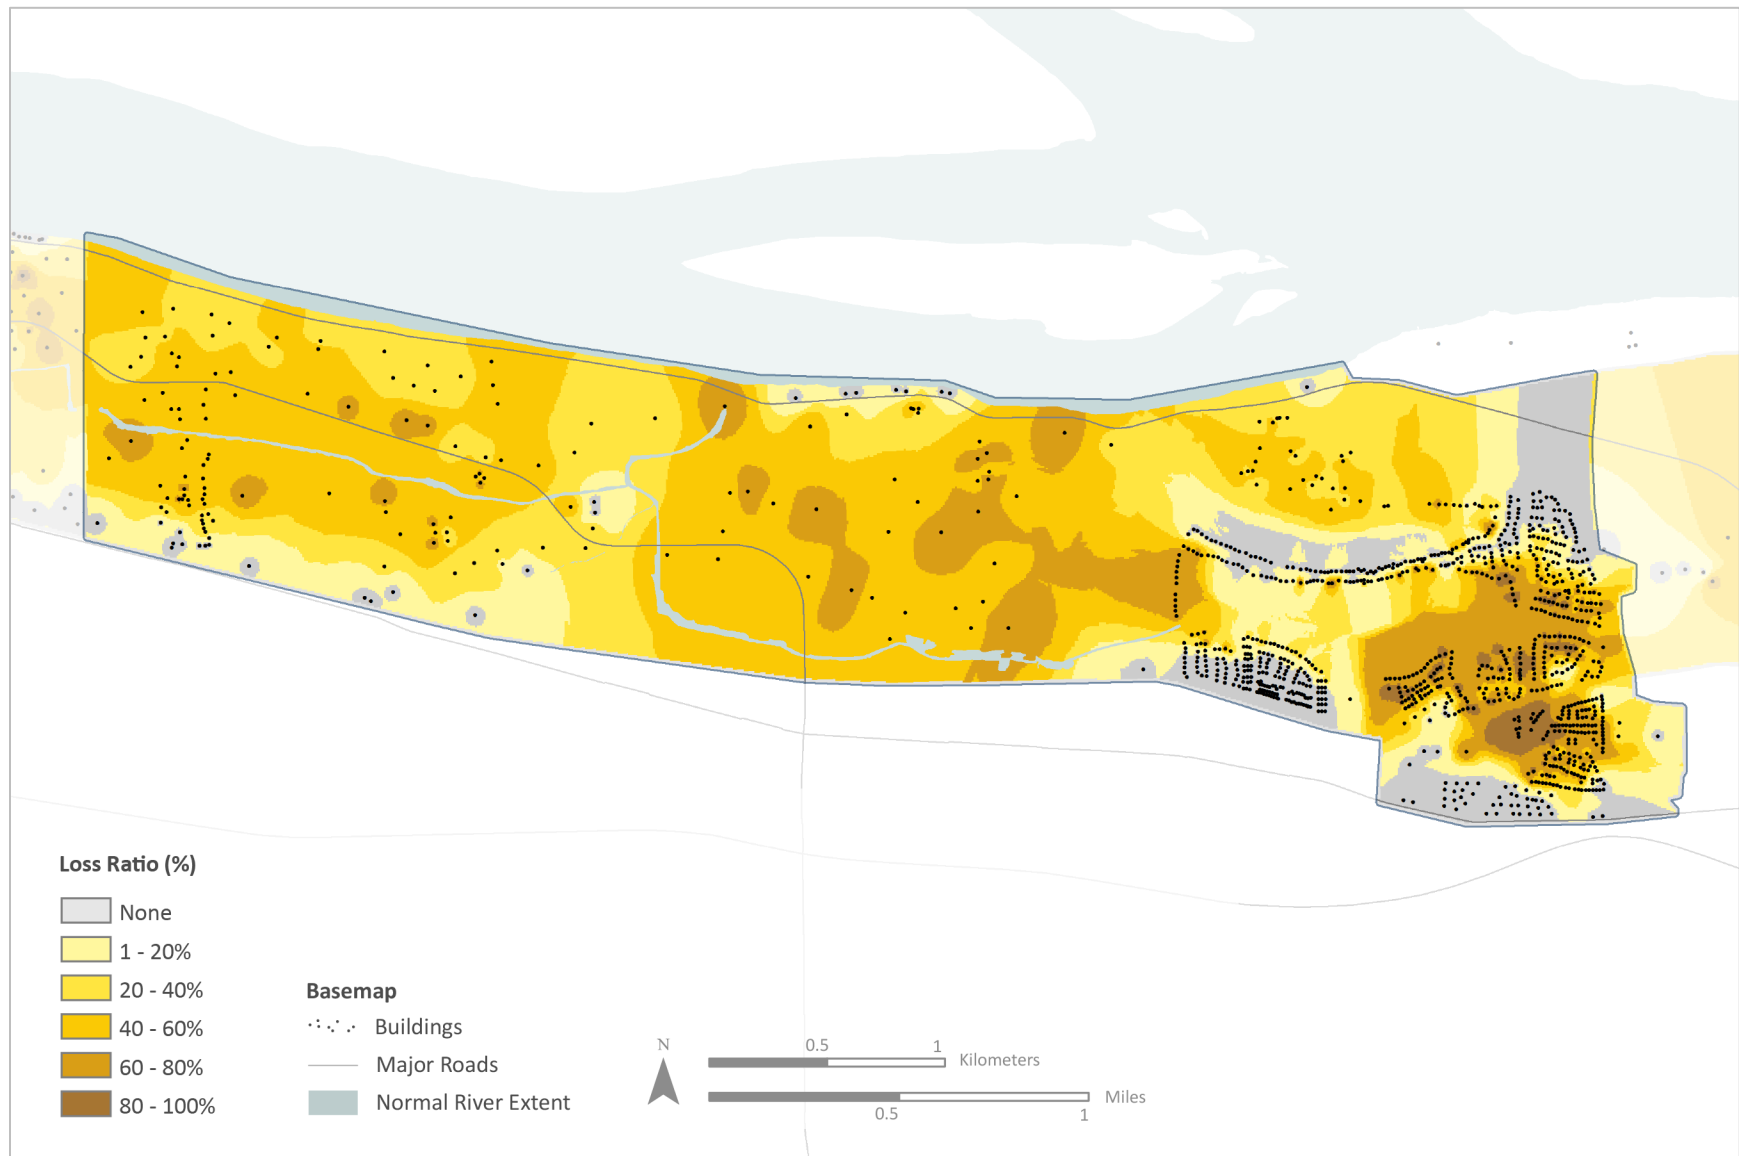 Loss Ratio (%)
None
1 - 20%
20 - 40%
40 - 60%
60 - 80%
80 - 100%
Basemap
Buildings
Major Roads
Normal River Extent
N
0.5 1
Kilometers
Miles
0.5 1